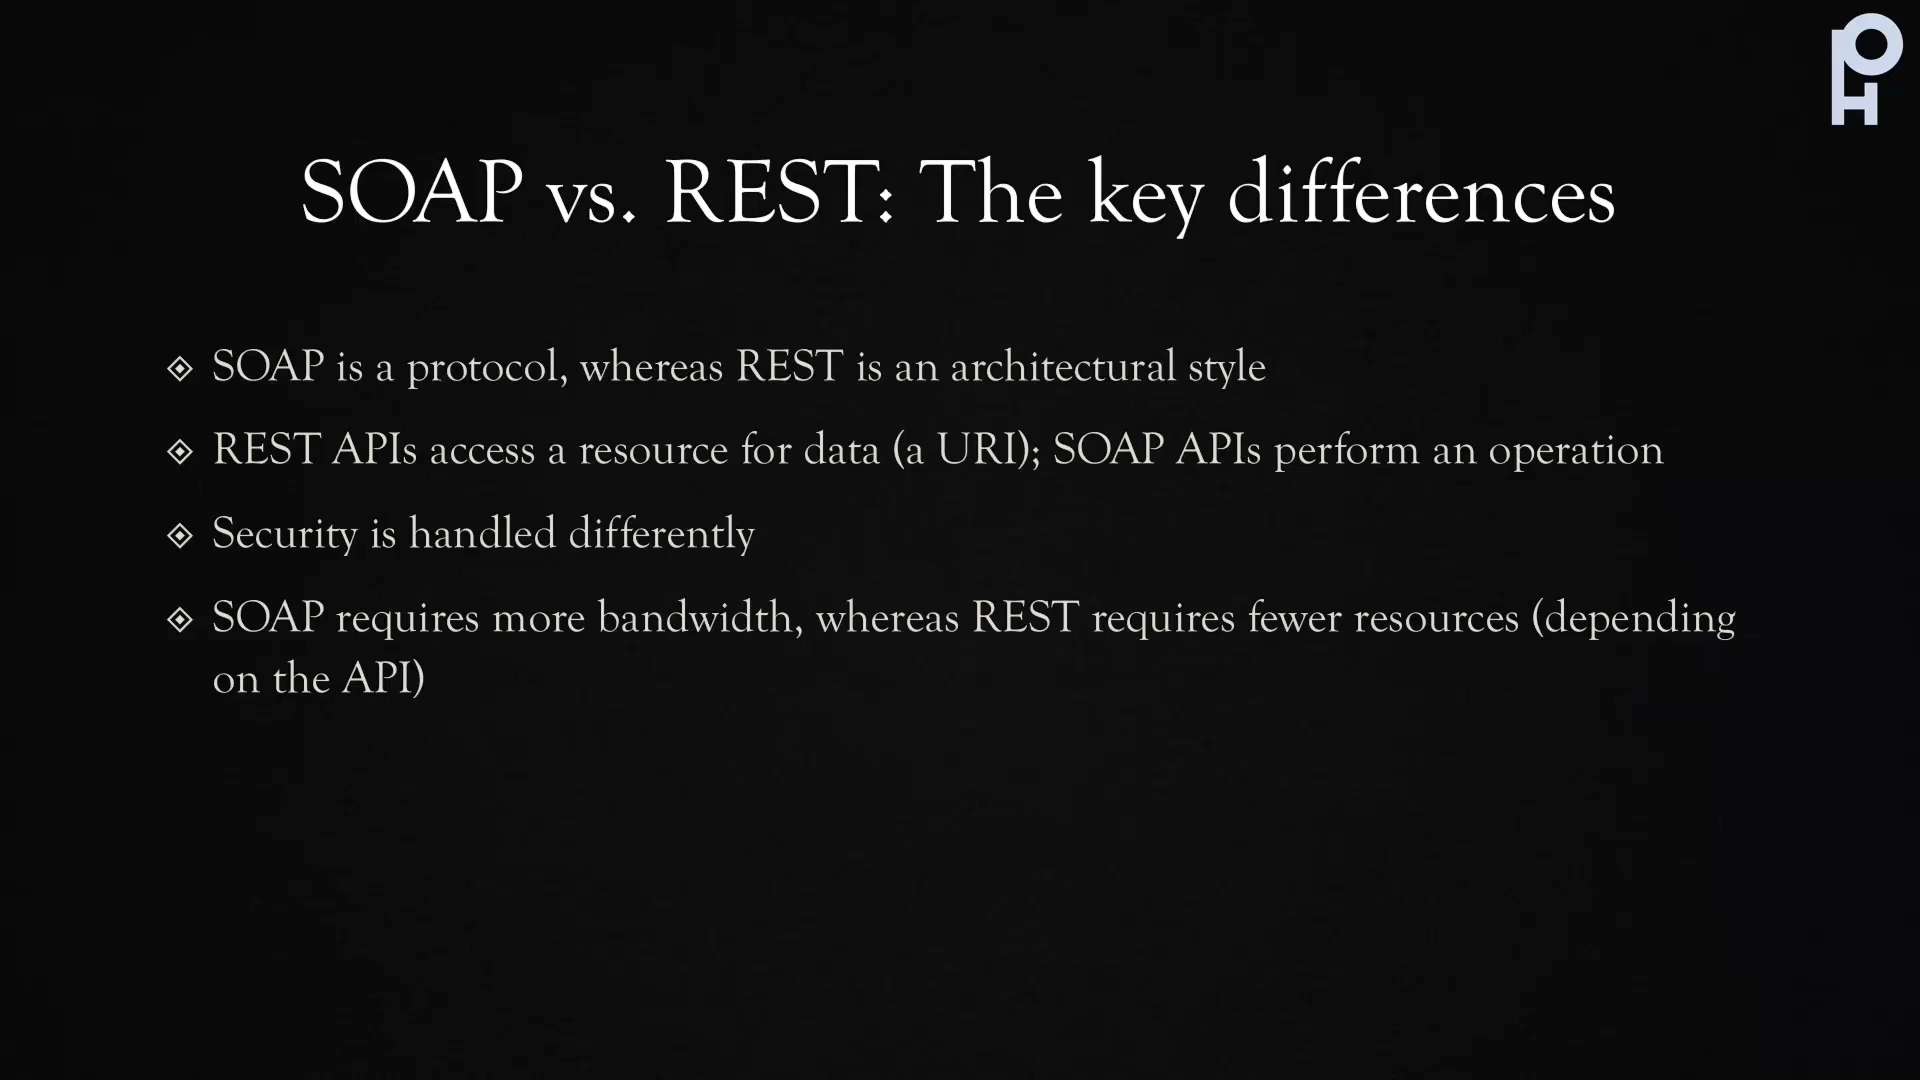 SOAP vs. REST: The key differences
SOAP is a protocol, whereas REST is an architectural style
REST APIs access a resource for data (a URI); SOAP APIs perform an operation
Security is handled differently
SOAP requires more bandwidth, whereas REST requires fewer resources (depending
on the API)